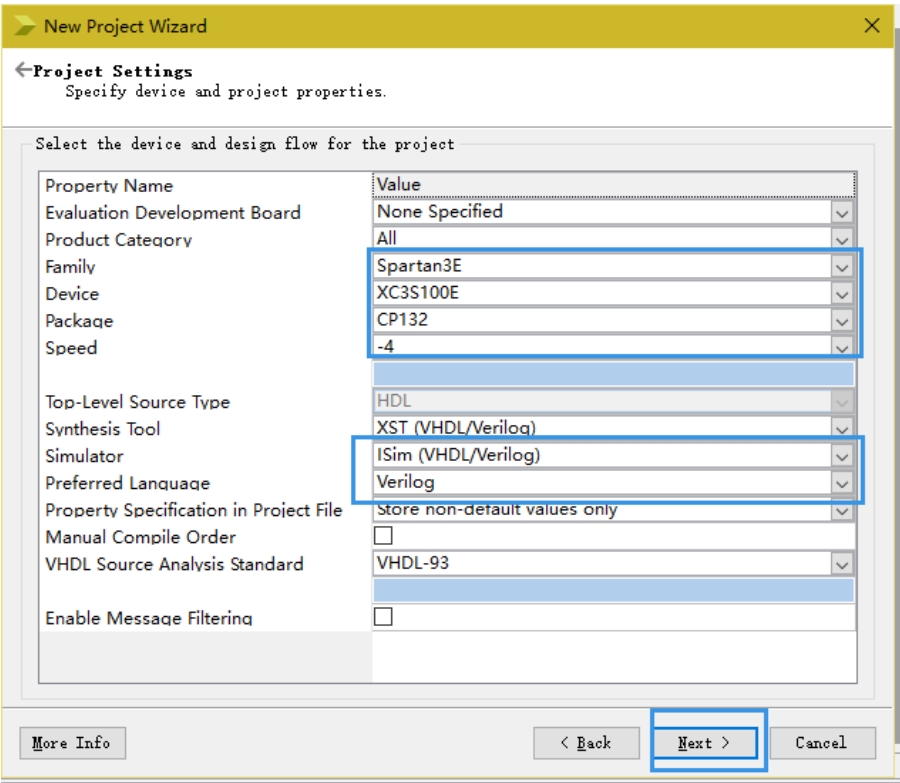 New Project Wizard
Project Settings
Specify device and project properties.
Select the device and design flow for the project
Property Name Value
Evaluation Development Board None Specified
Product Category All
Family Spartan3E
Device XC3S100E
Package CP132
Speed -4
Top-Level Source Type HDL
Synthesis Tool XST (VHDL/Verilog)
Simulator ISim (VHDL/Verilog)
Preferred Language Verilog
Property Specification in Project File Store non-default values only
Manual Compile Order
VHDL Source Analysis Standard VHDL-93
Enable Message Filtering
More Info < Back Next > Cancel